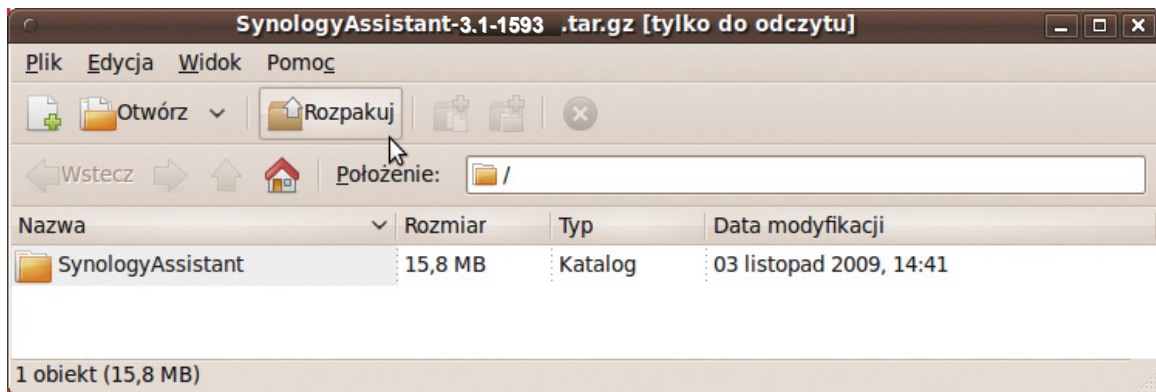 SynologyAssistant-3.1-1593 .tar.gz [tylko do odczytu]
Plik Edycja Widok Pomoc
Otwórz Rozpakuj
Wstecz Położenie: /
Nazwa Rozmiar Typ Data modyfikacji
SynologyAssistant 15,8 MB Katalog 03 listopad 2009, 14:41
1 obiekt (15,8 MB)